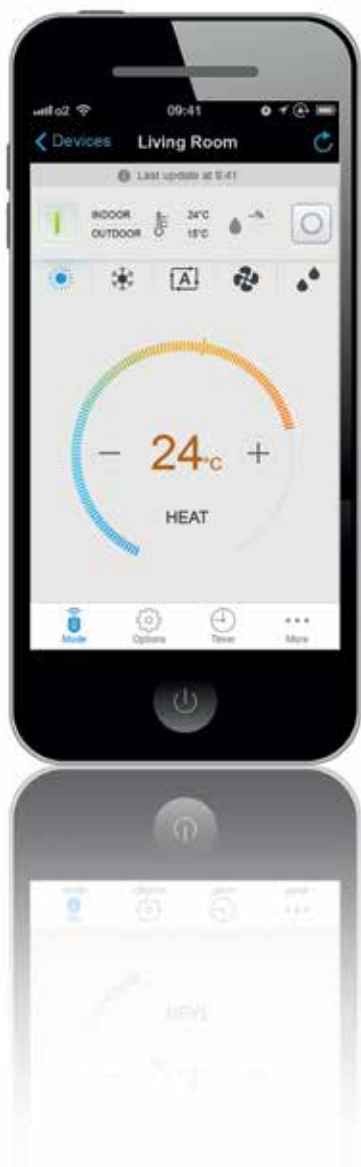 o2 09:41
Devices Living Room
Last update at 9:41
INDOOR 24°C --%
OUTDOOR 15°C
A
− 24°C +
HEAT
Mode Options Timer More